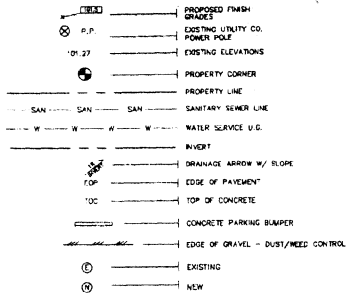 101.5 PROPOSED FINISH
GRADES
P.P. EXISTING UTILITY CO.
POWER POLE
101.27 EXISTING ELEVATIONS
PROPERTY CORNER
PROPERTY LINE
SAN SAN SAN SANITARY SEWER LINE
W W W W WATER SERVICE U.G.
INVERT
DRAINAGE ARROW W/ SLOPE
EOP EDGE OF PAVEMENT
TOC TOP OF CONCRETE
CONCRETE PARKING BUMPER
EDGE OF GRAVEL - DUST/WEED CONTROL
E EXISTING
N NEW